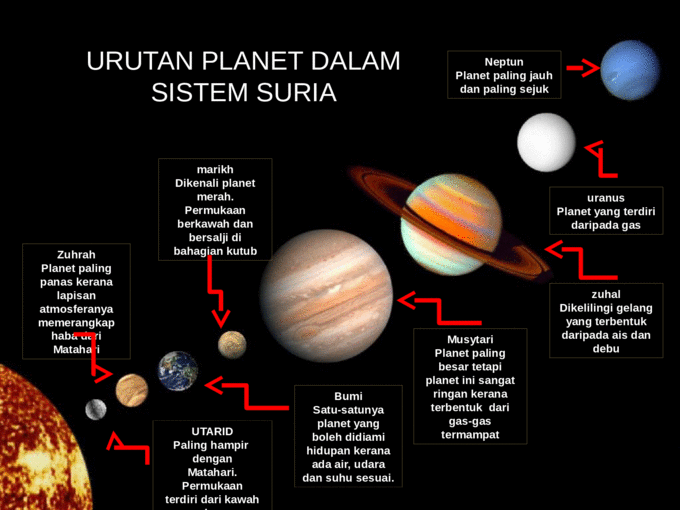 URUTAN PLANET DALAM
SISTEM SURIA
Neptun
Planet paling jauh
dan paling sejuk
marikh
Dikenali planet
merah.
Permukaan
berkawah dan
bersalji di
bahagian kutub
uranus
Planet yang terdiri
daripada gas
Zuhrah
Planet paling
panas kerana
lapisan
atmosferanya
memerangkap
haba dari
Matahari
zuhal
Dikelilingi gelang
yang terbentuk
daripada ais dan
debu
Musytari
Planet paling
besar tetapi
planet ini sangat
ringan kerana
terbentuk dari
gas-gas
termampat
Bumi
Satu-satunya
planet yang
boleh didiami
hidupan kerana
ada air, udara
dan suhu sesuai.
UTARID
Paling hampir
dengan
Matahari.
Permukaan
terdiri dari kawah